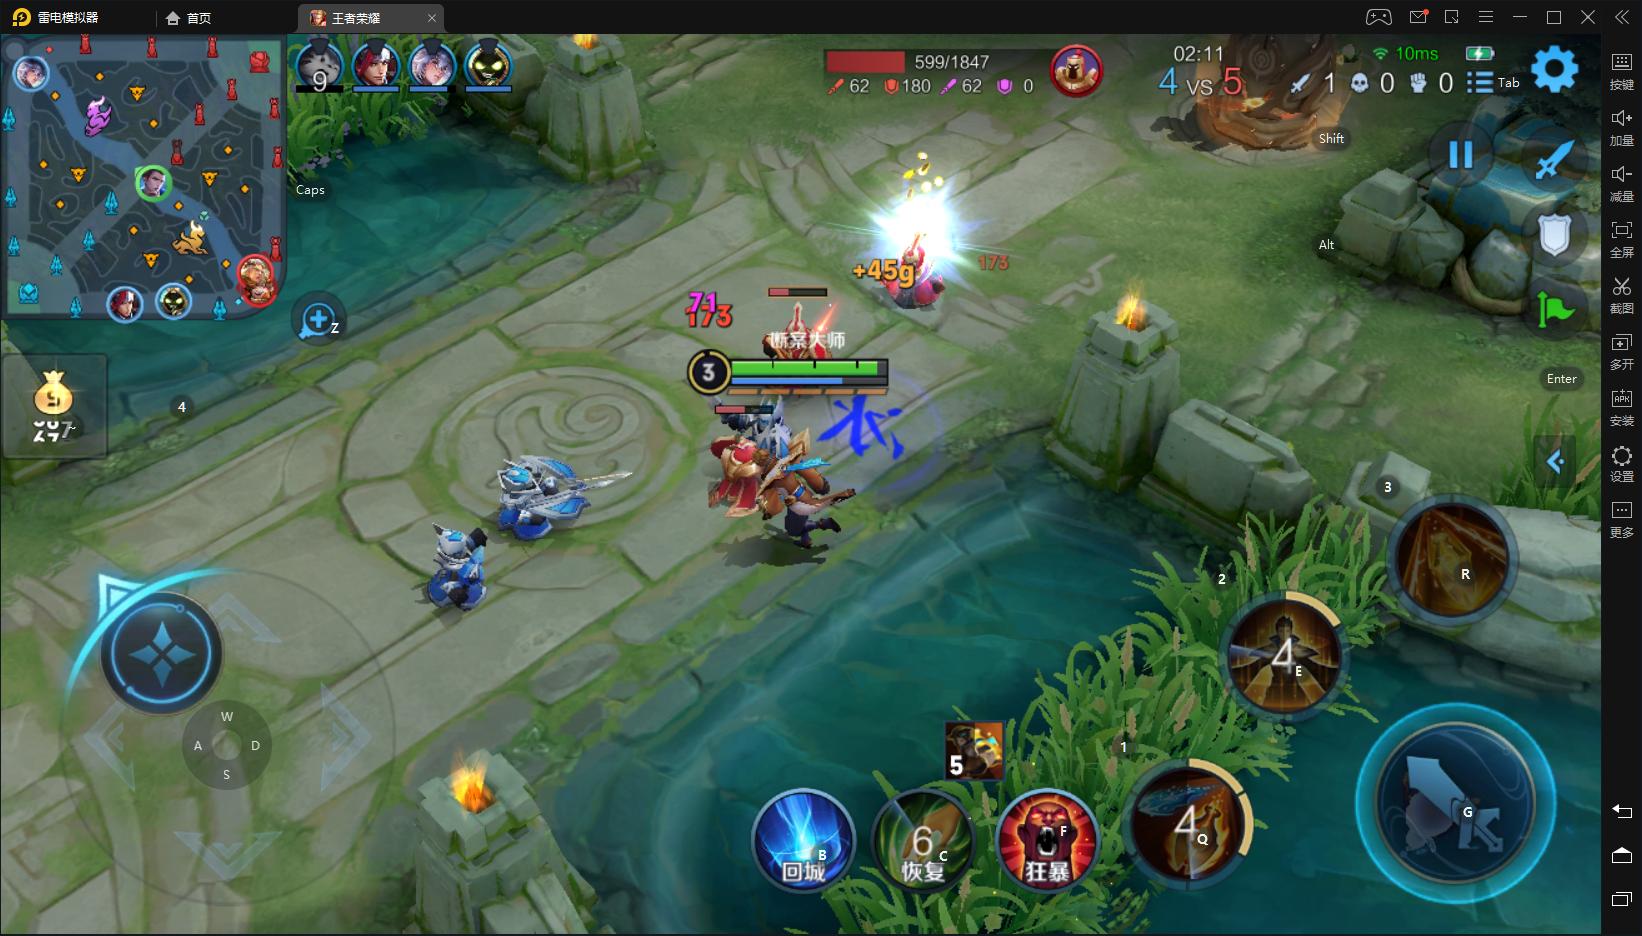 雷电模拟器
首页
王者荣耀
9
599/1847
62 180 62 0
02:11
10ms
4 vs 5
1 0 0
Tab
Shift
Caps
Alt
Z
Enter
+45g
173
71
173
断案大师
3
4
3
2
1
R
4 E
4 Q
G
W
A D
S
5
B
回城
6 C
恢复
F
狂暴
按键
加量
减量
全屏
截图
多开
APK
安装
设置
更多